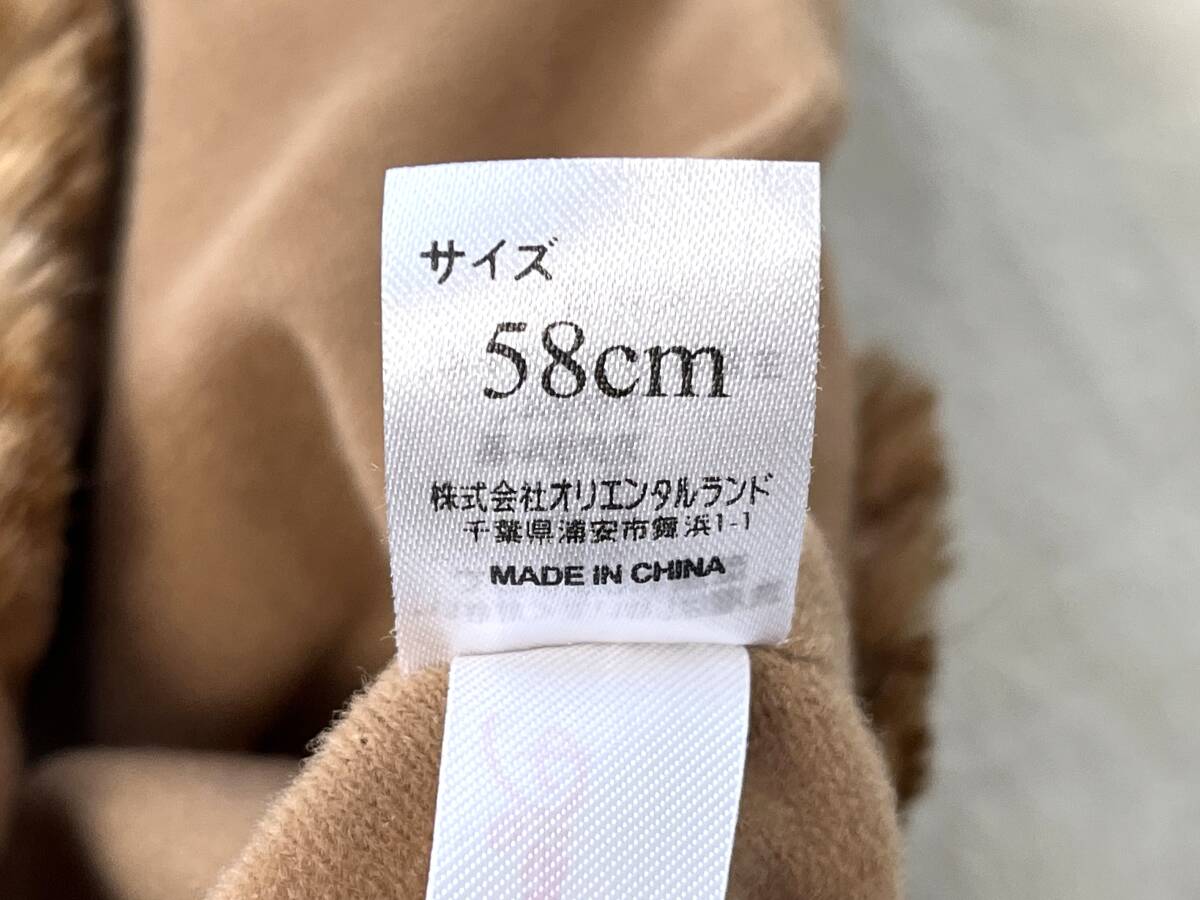 サイズ
58cm
株式会社オリエンタルランド
千葉県浦安市舞浜1-1
MADE IN CHINA